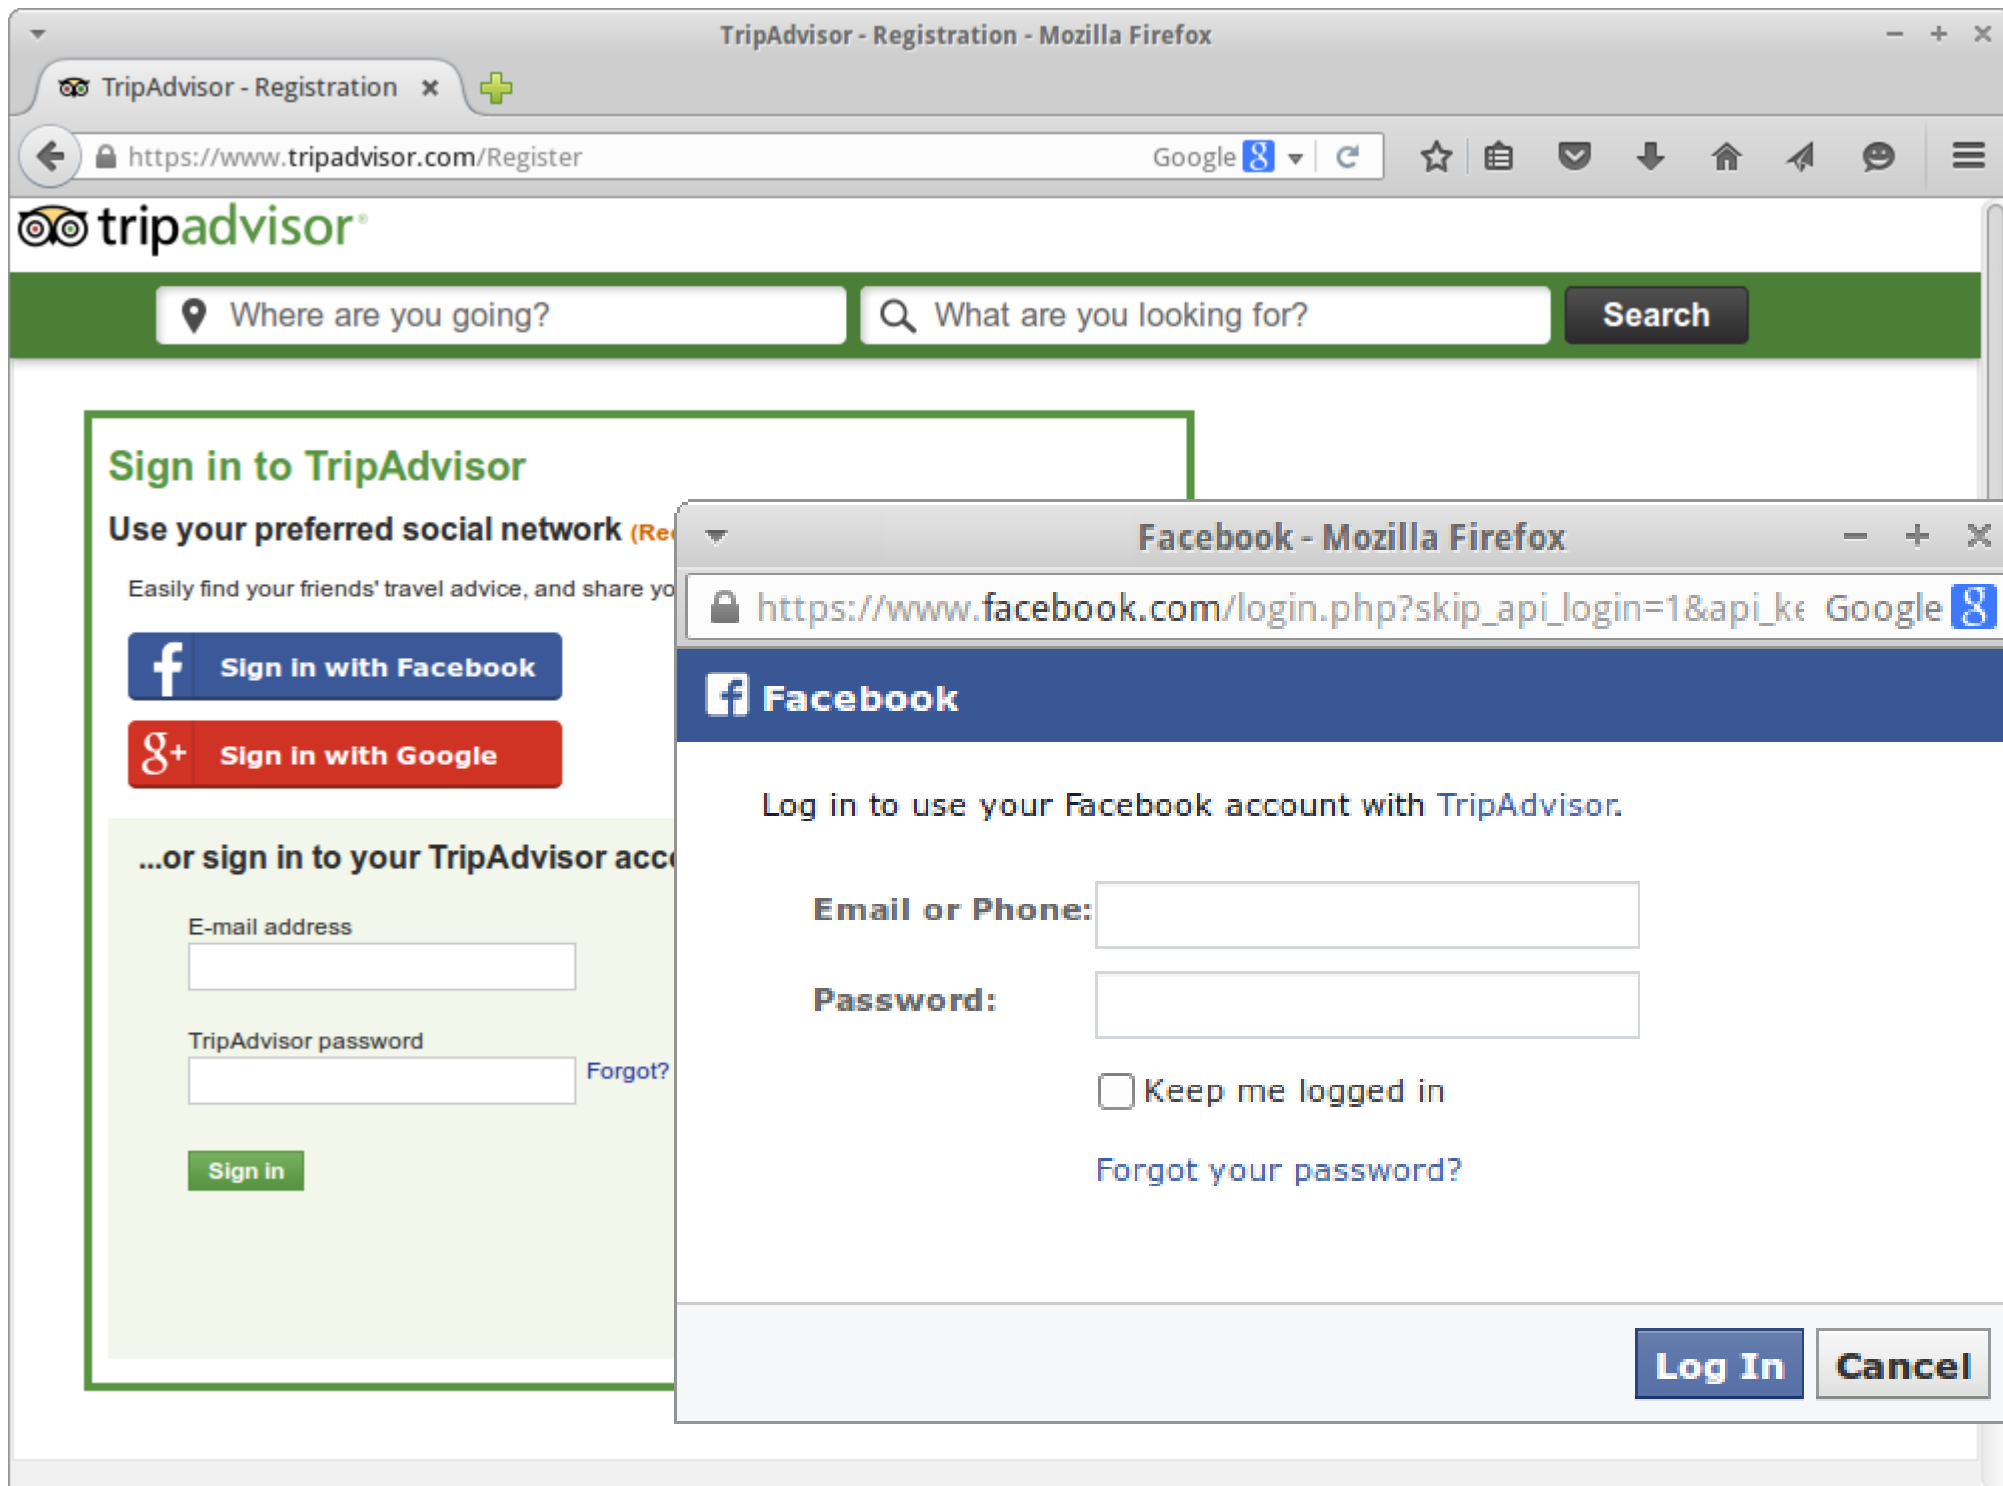 TripAdvisor - Registration - Mozilla Firefox
TripAdvisor - Registration
https://www.tripadvisor.com/Register
Google
tripadvisor®
Where are you going?
What are you looking for?
Search
Sign in to TripAdvisor
Use your preferred social network
Easily find your friends' travel advice, and share
Sign in with Facebook
g+ Sign in with Google
...or sign in to your TripAdvisor
E-mail address
TripAdvisor password
Forgot?
Sign in
Facebook - Mozilla Firefox
https://www.facebook.com/login.php?skip_api_login=1&api_ke Google
Facebook
Log in to use your Facebook account with TripAdvisor.
Email or Phone:
Password:
Keep me logged in
Forgot your password?
Log In
Cancel